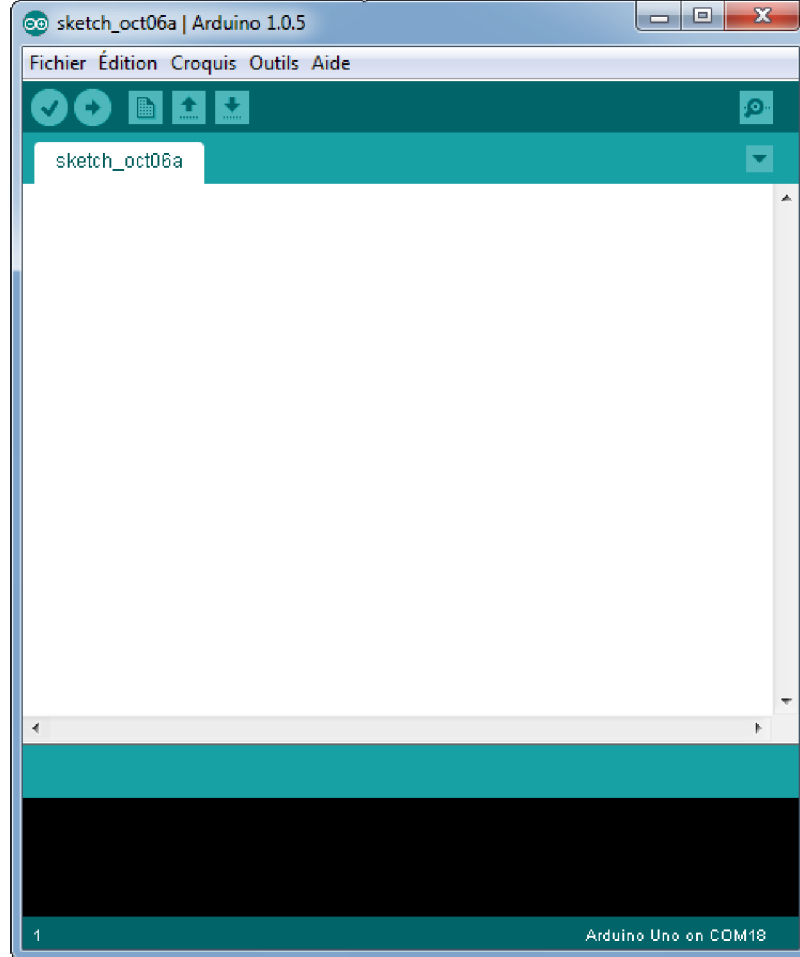 sketch_oct06a | Arduino 1.0.5
Fichier Édition Croquis Outils Aide
sketch_oct06a
1 Arduino Uno on COM18